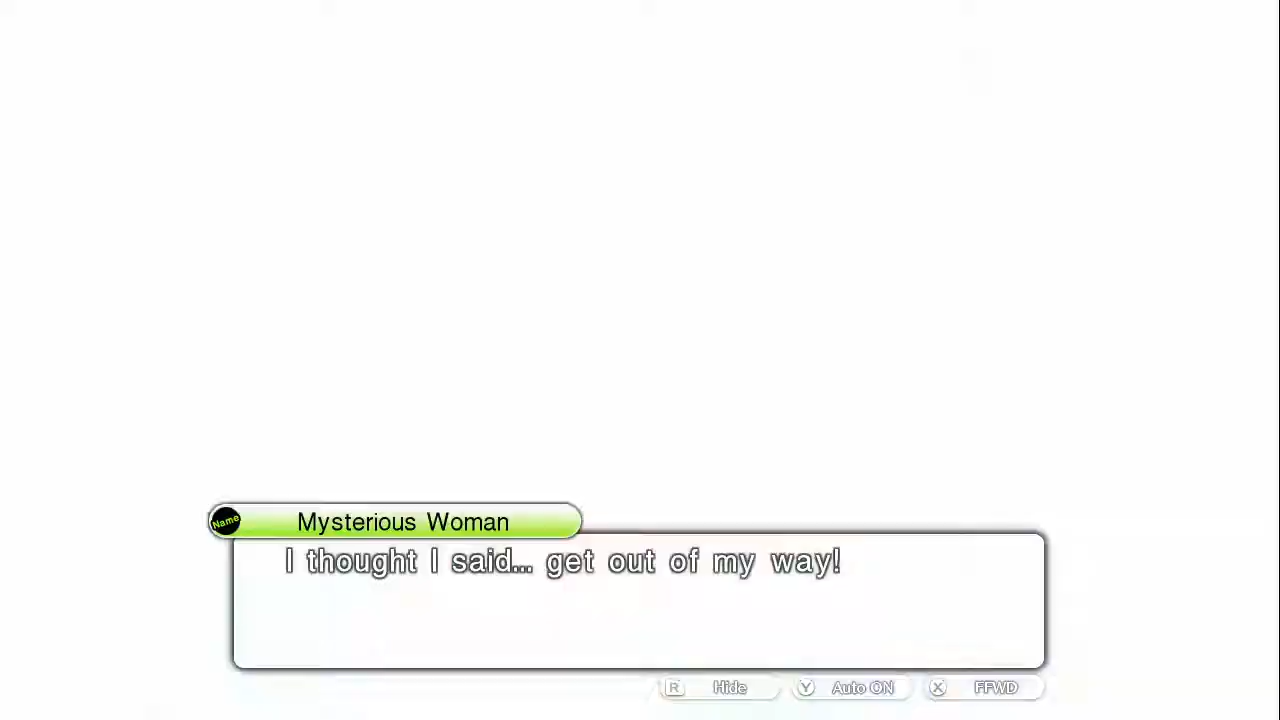 Name
Mysterious Woman
I thought I said... get out of my way!
R Hide Y Auto ON X FFWD